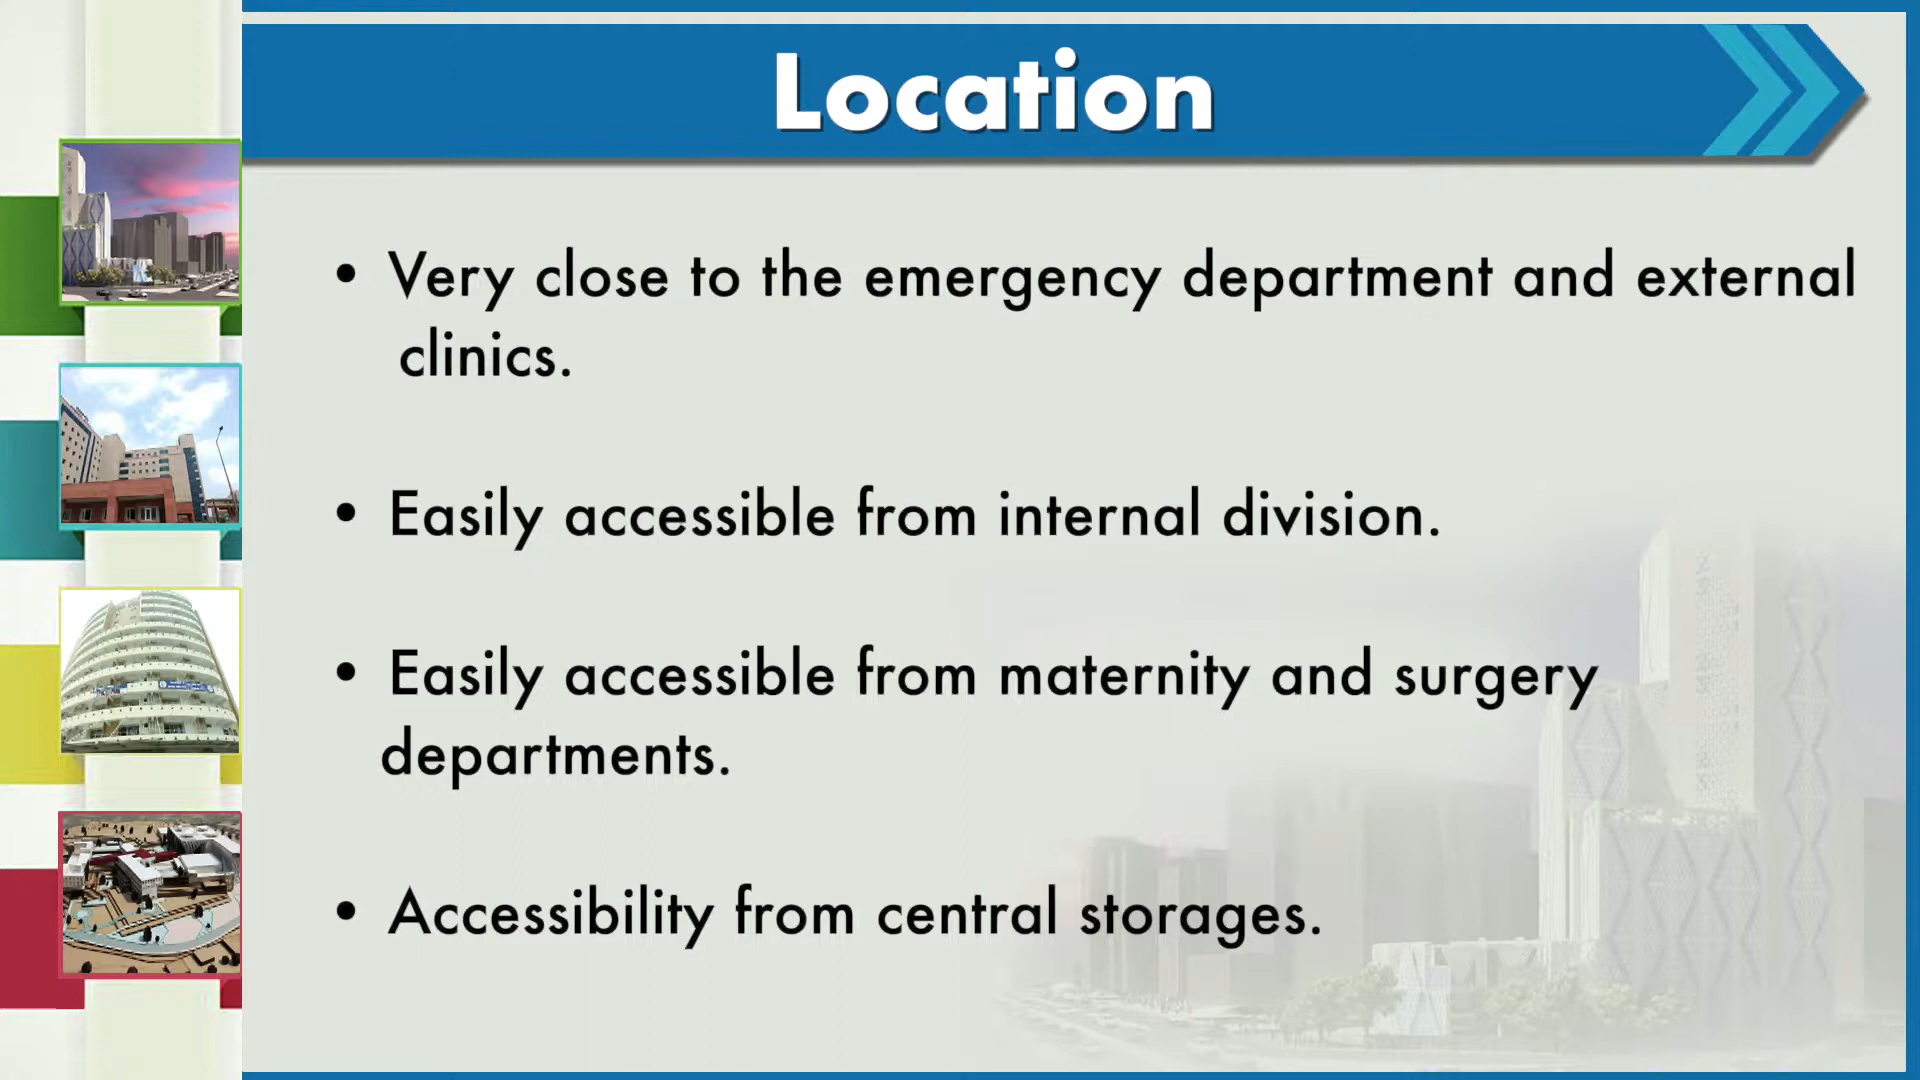 Location
• Very close to the emergency department and external
clinics.
• Easily accessible from internal division.
• Easily accessible from maternity and surgery
departments.
• Accessibility from central storages.